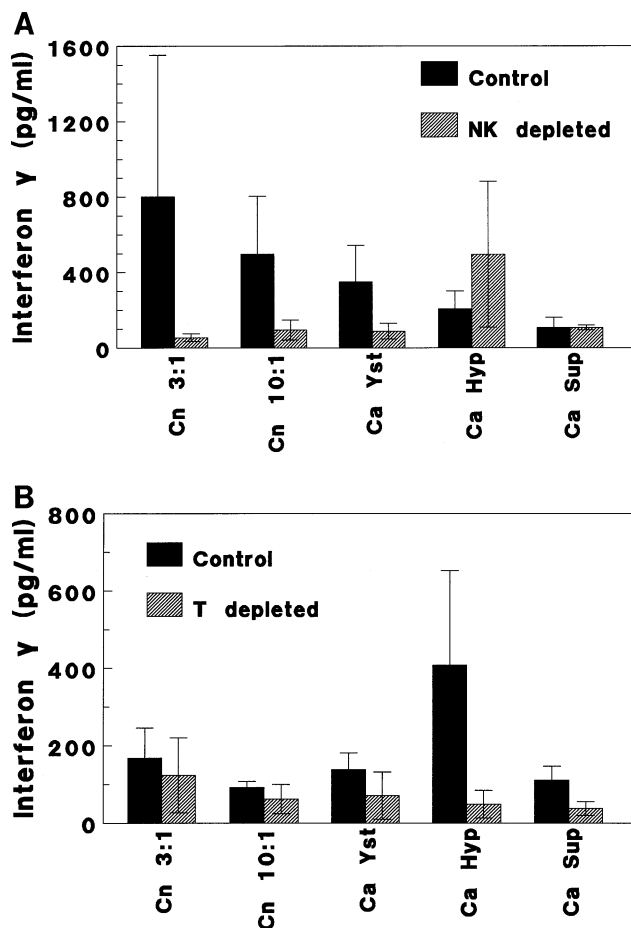 A
1600
1200
800
400
0
Interferon γ (pg/ml)
Control
NK depleted
Cn 3:1
Cn 10:1
Ca Yst
Ca Hyp
Ca Sup
B
800
600
400
200
0
Interferon γ (pg/ml)
Control
T depleted
Cn 3:1
Cn 10:1
Ca Yst
Ca Hyp
Ca Sup